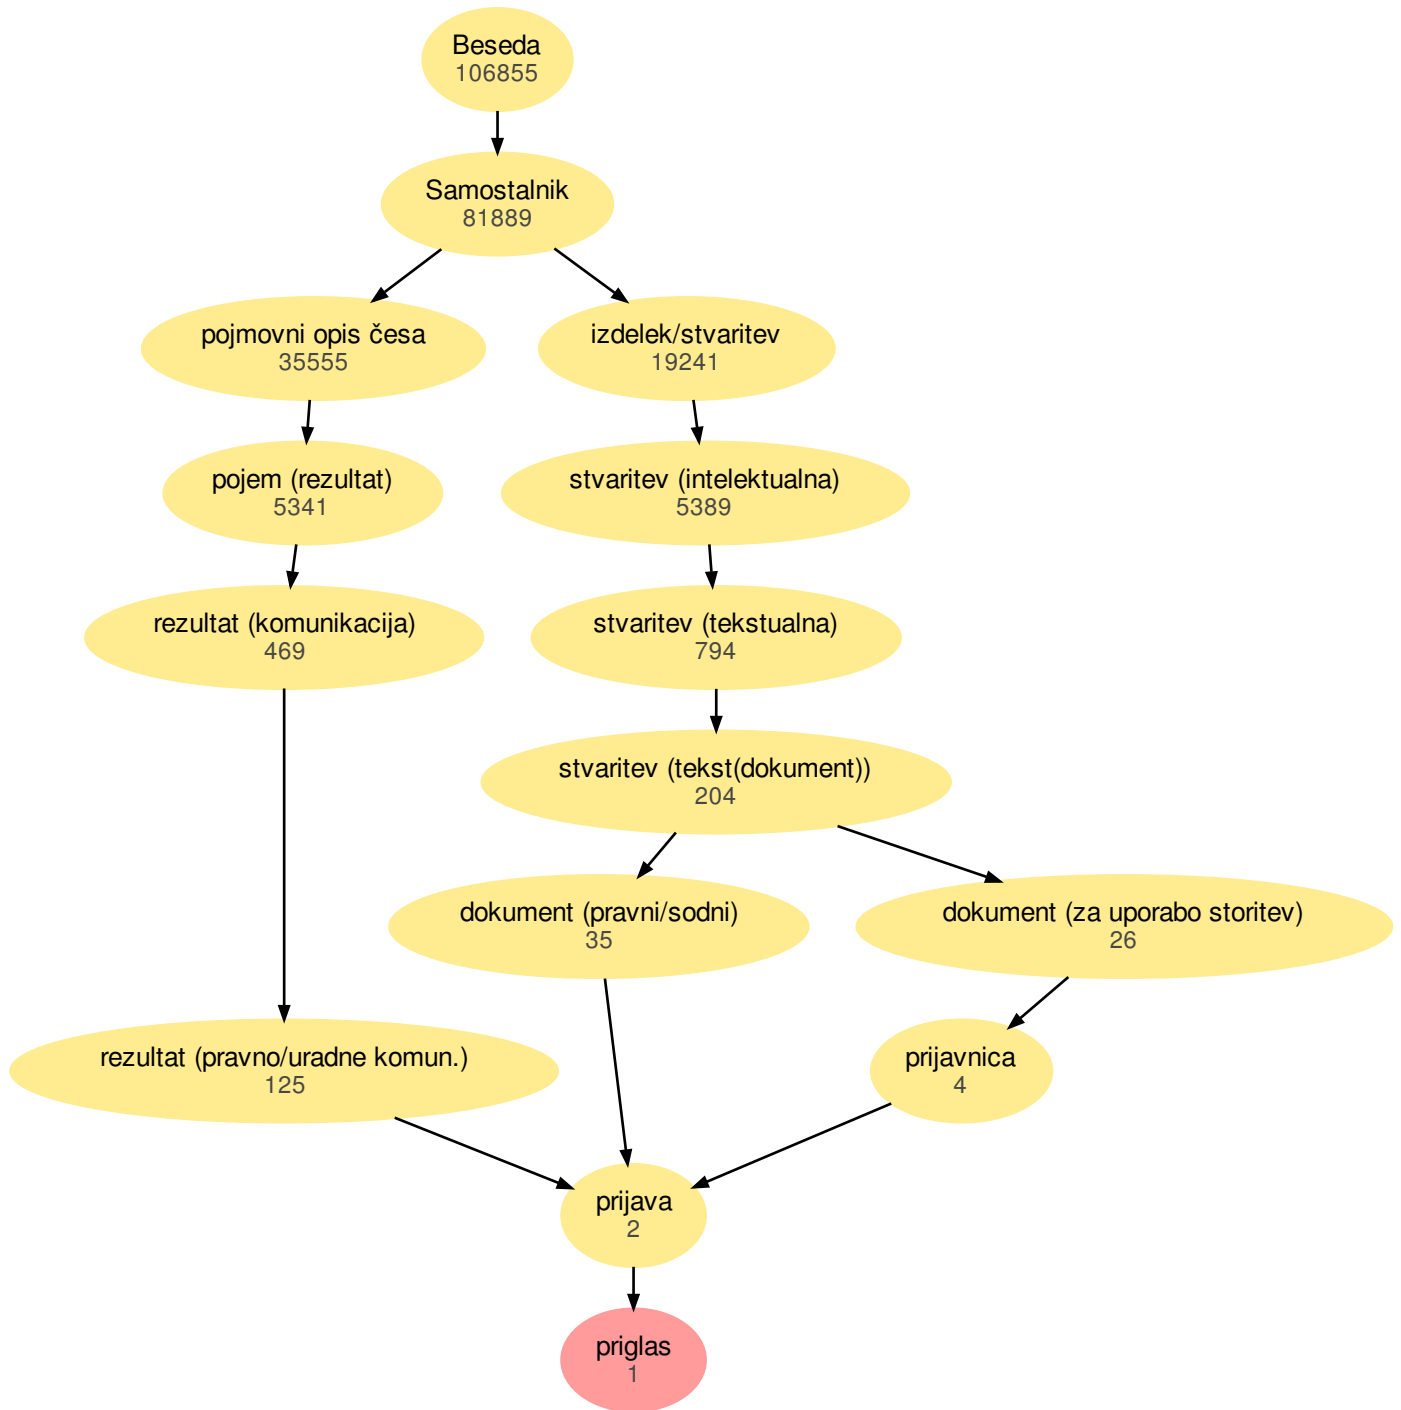 Beseda
106855
Samostalnik
81889
pojmovni opis česa
35555
izdelek/stvaritev
19241
pojem (rezultat)
5341
stvaritev (intelektualna)
5389
rezultat (komunikacija)
469
stvaritev (tekstualna)
794
stvaritev (tekst(dokument))
204
dokument (pravni/sodni)
35
dokument (za uporabo storitev)
26
rezultat (pravno/uradne komun.)
125
prijavnica
4
prijava
2
priglas
1